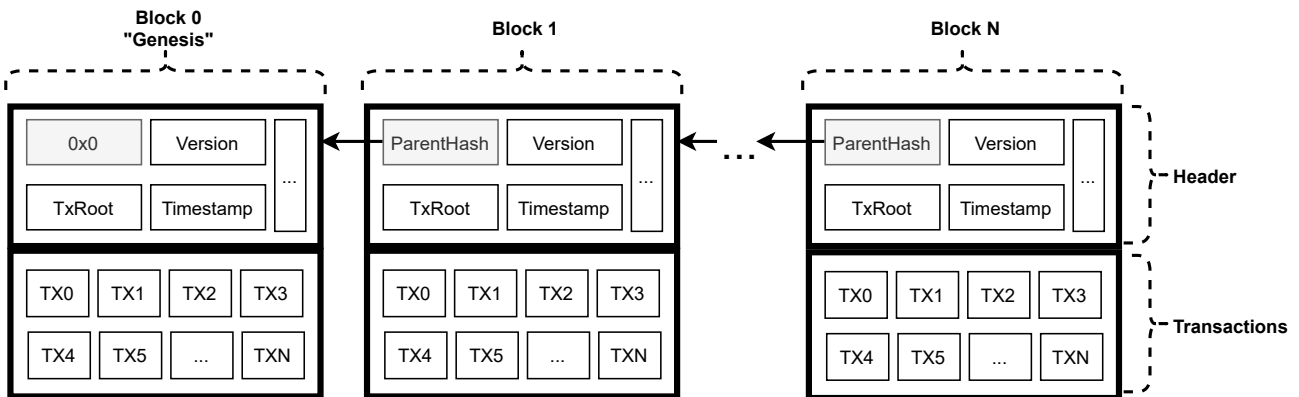 Block 0
"Genesis"
Block 1
Block N
0x0
Version
...
TxRoot
Timestamp
ParentHash
Version
...
TxRoot
Timestamp
...
ParentHash
Version
...
TxRoot
Timestamp
Header
TX0 TX1 TX2 TX3
TX4 TX5 ... TXN
TX0 TX1 TX2 TX3
TX4 TX5 ... TXN
TX0 TX1 TX2 TX3
TX4 TX5 ... TXN
Transactions